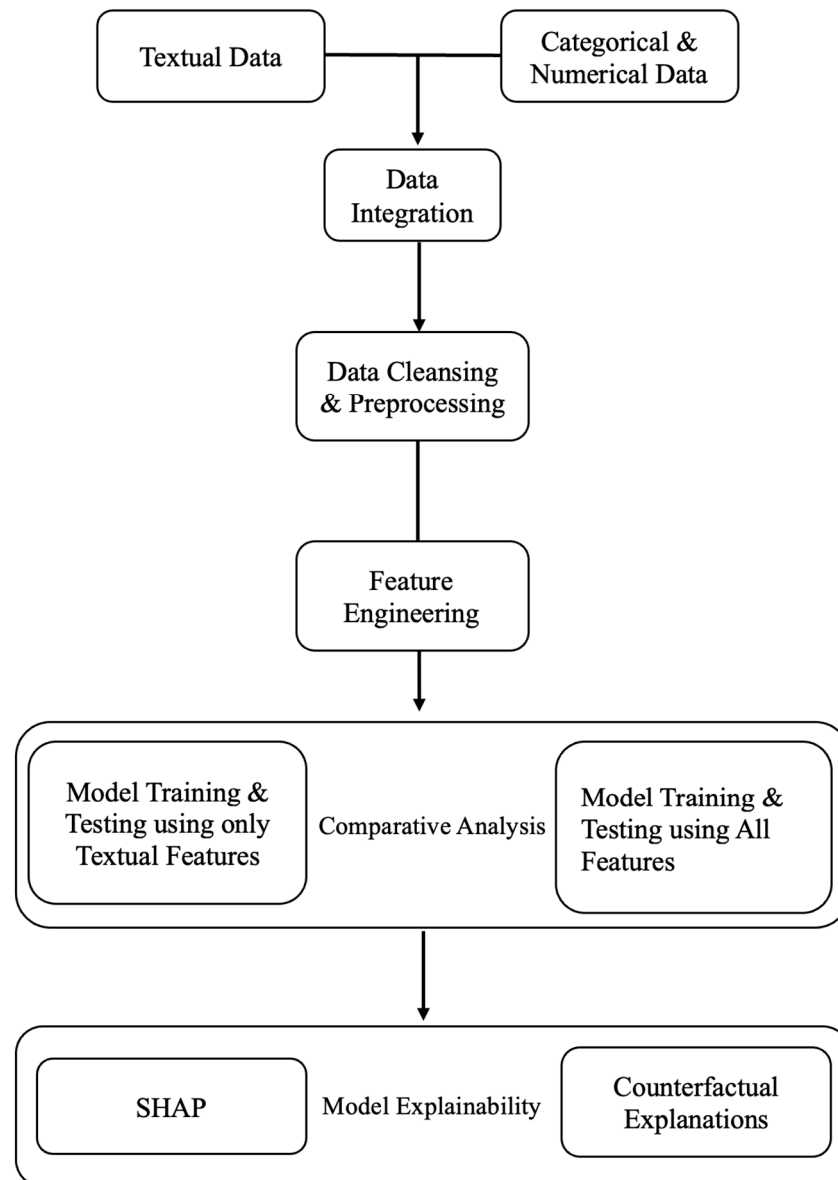 Textual Data
Categorical &
Numerical Data
Data
Integration
Data Cleansing
& Preprocessing
Feature
Engineering
Model Training &
Testing using only
Textual Features
Comparative Analysis
Model Training &
Testing using All
Features
SHAP
Model Explainability
Counterfactual
Explanations